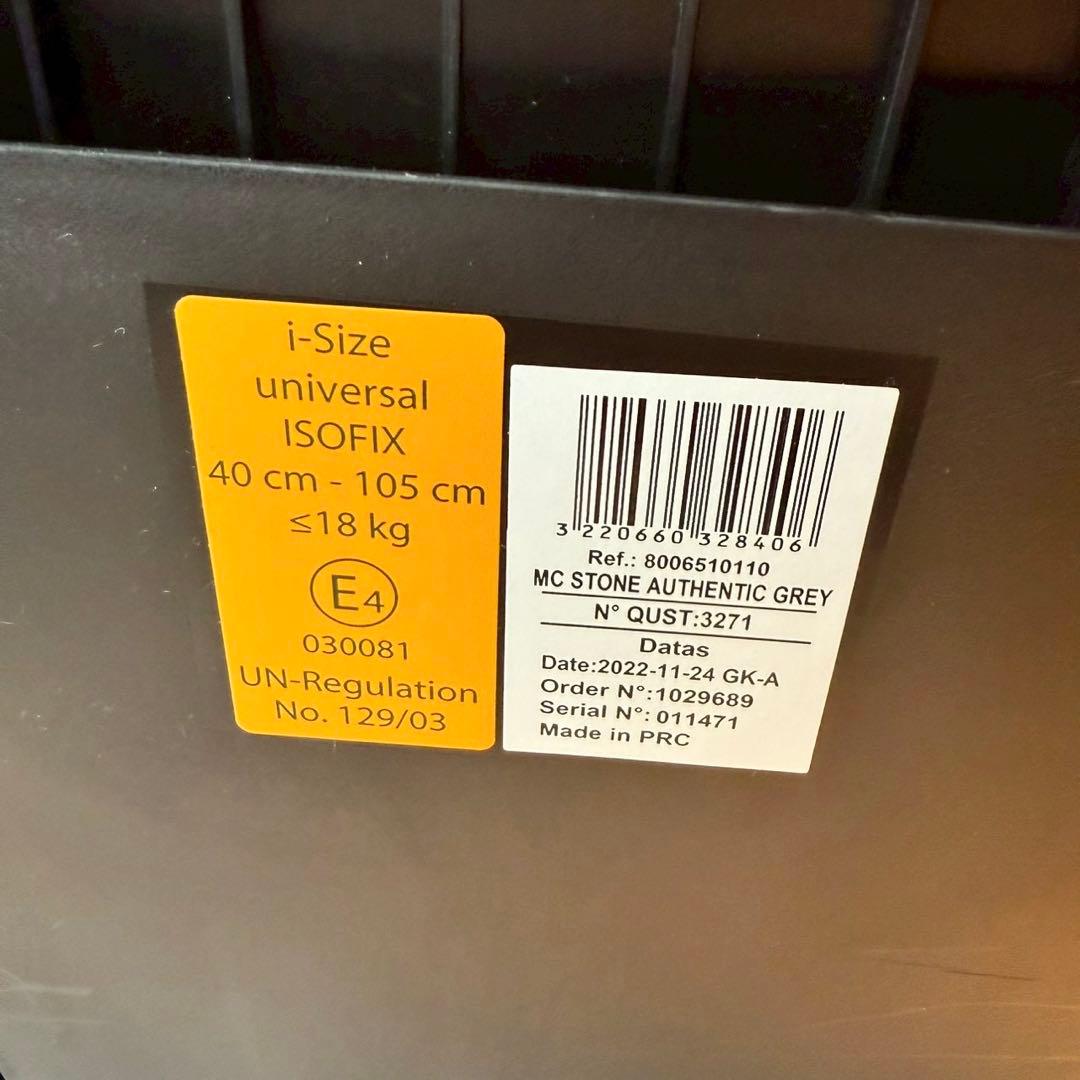 i-Size
universal
ISOFIX
40 cm - 105 cm
≤18 kg
E4
030081
UN-Regulation
No. 129/03
3 220660 328406
Ref.: 8006510110
MC STONE AUTHENTIC GREY
N° QUST:3271
Datas
Date:2022-11-24 GK-A
Order N°:1029689
Serial N°: 011471
Made in PRC